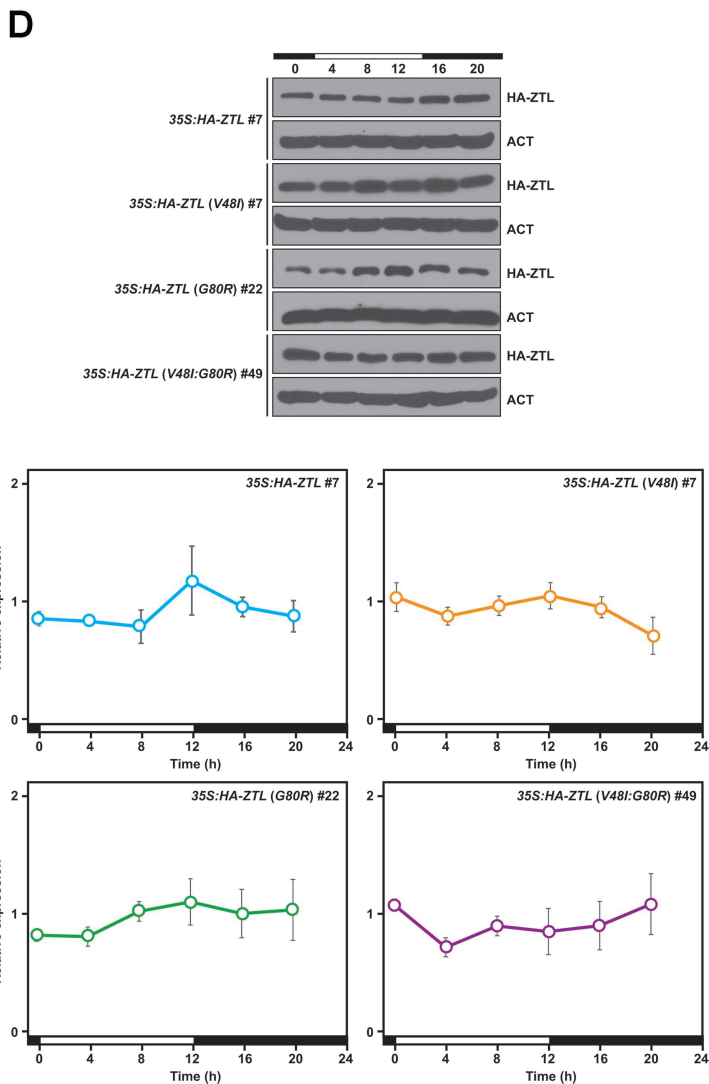 D
0 4 8 12 16 20
35S:HA-ZTL #7
HA-ZTL
ACT
35S:HA-ZTL (V48I) #7
HA-ZTL
ACT
35S:HA-ZTL (G80R) #22
HA-ZTL
ACT
35S:HA-ZTL (V48I:G80R) #49
HA-ZTL
ACT
35S:HA-ZTL #7
2
1
0
0 4 8 12 16 20 24
Time (h)
35S:HA-ZTL (V48I) #7
2
1
0
0 4 8 12 16 20 24
Time (h)
35S:HA-ZTL (G80R) #22
2
1
0
0 4 8 12 16 20 24
Time (h)
35S:HA-ZTL (V48I:G80R) #49
2
1
0
0 4 8 12 16 20 24
Time (h)